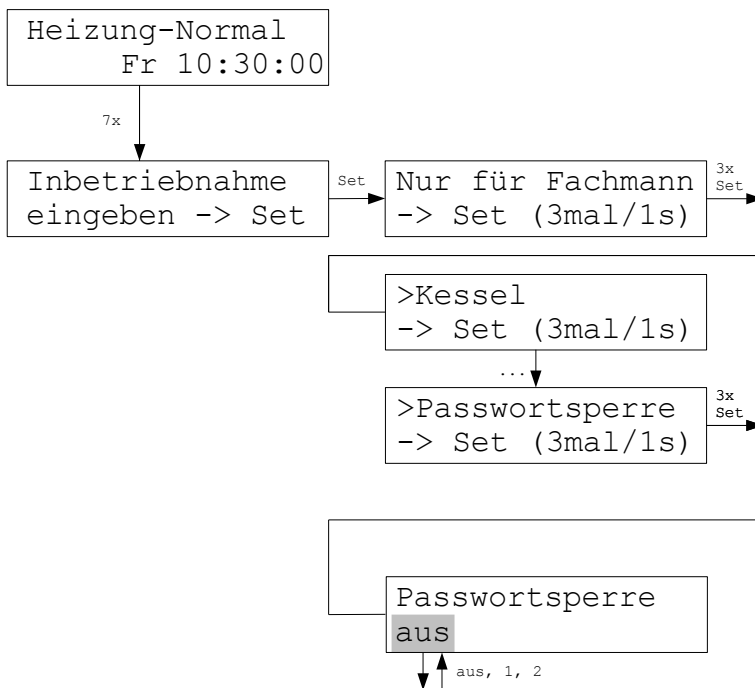 Heizung-Normal
Fr 10:30:00
7x
Inbetriebnahme
eingeben -> Set
Set
Nur für Fachmann
-> Set (3mal/1s)
3x
Set
>Kessel
-> Set (3mal/1s)
...
>Passwortsperre
-> Set (3mal/1s)
3x
Set
Passwortsperre
aus
aus, 1, 2